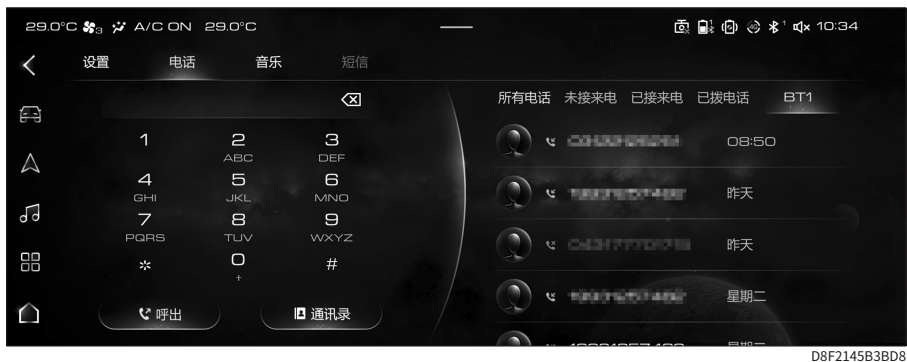 29.0°C 3 A/C ON 29.0°C 1 40 1 10:34
设置 电话 音乐 短信
所有电话 未接来电 已接来电 已拨电话 BT1
1 2 3
ABC DEF
08:50
4 5 6
GHI JKL MNO
昨天
7 8 9
PQRS TUV WXYZ
昨天
* 0 #
+
星期二
呼出 通讯录
D8F2145B3BD8